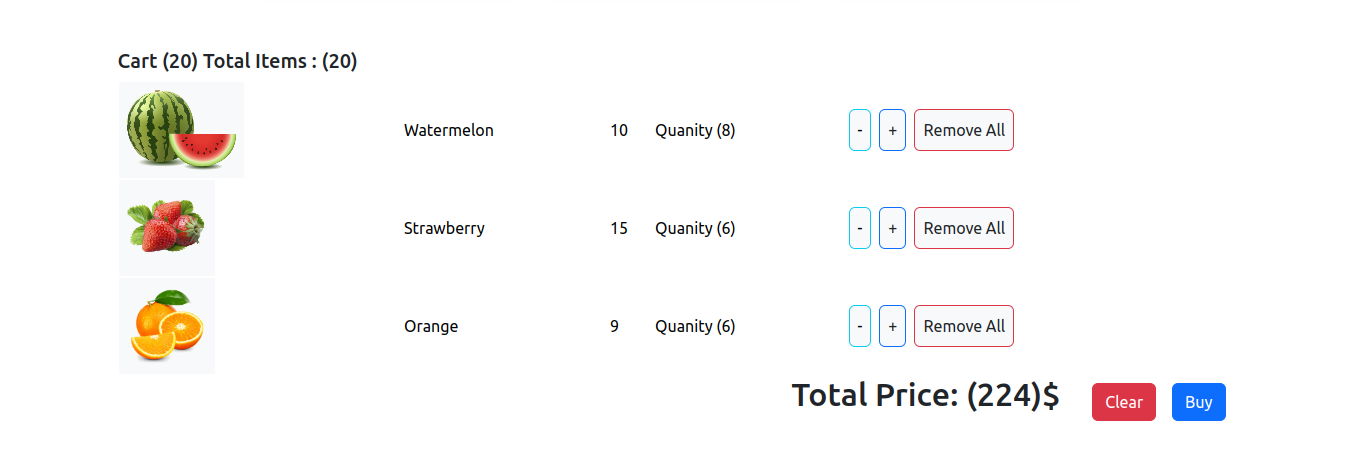 Cart (20) Total Items : (20)
Watermelon 10 Quanity (8) - + Remove All
Strawberry 15 Quanity (6) - + Remove All
Orange 9 Quanity (6) - + Remove All
Total Price: (224)$ Clear Buy